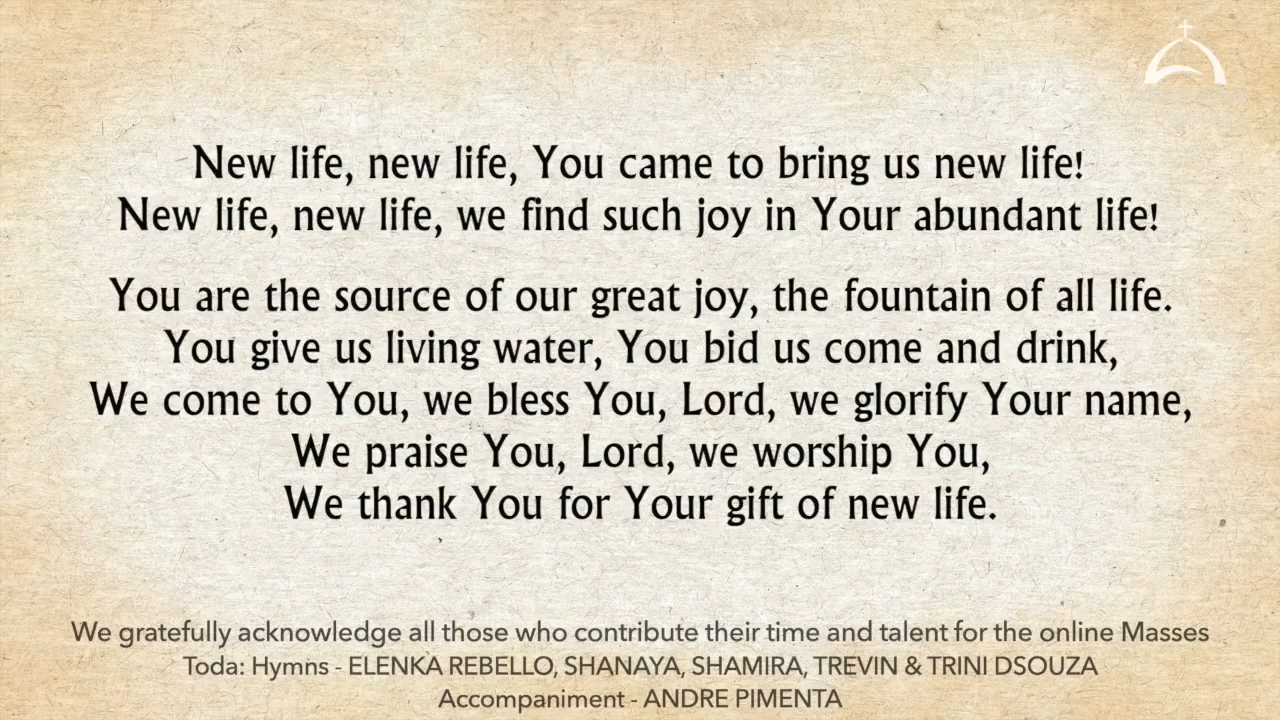 New life, new life, You came to bring us new life!
New life, new life, we find such joy in Your abundant life!
You are the source of our great joy, the fountain of all life.
You give us living water, You bid us come and drink,
We come to You, we bless You, Lord, we glorify Your name,
We praise You, Lord, we worship You,
We thank You for Your gift of new life.
We gratefully acknowledge all those who contribute their time and talent for the online Masses
Toda: Hymns - ELENKA REBELLO, SHANAYA, SHAMIRA, TREVIN & TRINI DSOUZA
Accompaniment - ANDRE PIMENTA